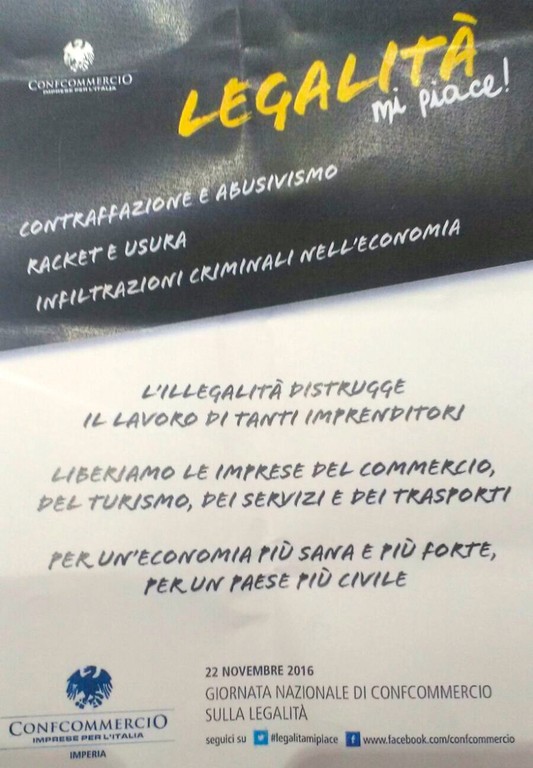 CONFCOMMERCIO
IMPRESE PER L'ITALIA
LEGALITÀ
mi piace!
CONTRAFFAZIONE E ABUSIVISMO
RACKET E USURA
INFILTRAZIONI CRIMINALI NELL'ECONOMIA
L'ILLEGALITÀ DISTRUGGE
IL LAVORO DI TANTI IMPRENDITORI
LIBERIAMO LE IMPRESE DEL COMMERCIO,
DEL TURISMO, DEI SERVIZI E DEI TRASPORTI
PER UN'ECONOMIA PIÙ SANA E PIÙ FORTE,
PER UN PAESE PIÙ CIVILE
CONFCOMMERCIO
IMPRESE PER L'ITALIA
IMPERIA
22 NOVEMBRE 2016
GIORNATA NAZIONALE DI CONFCOMMERCIO
SULLA LEGALITÀ
seguici su #legalitamipiace f www.facebook.com/confcommercio